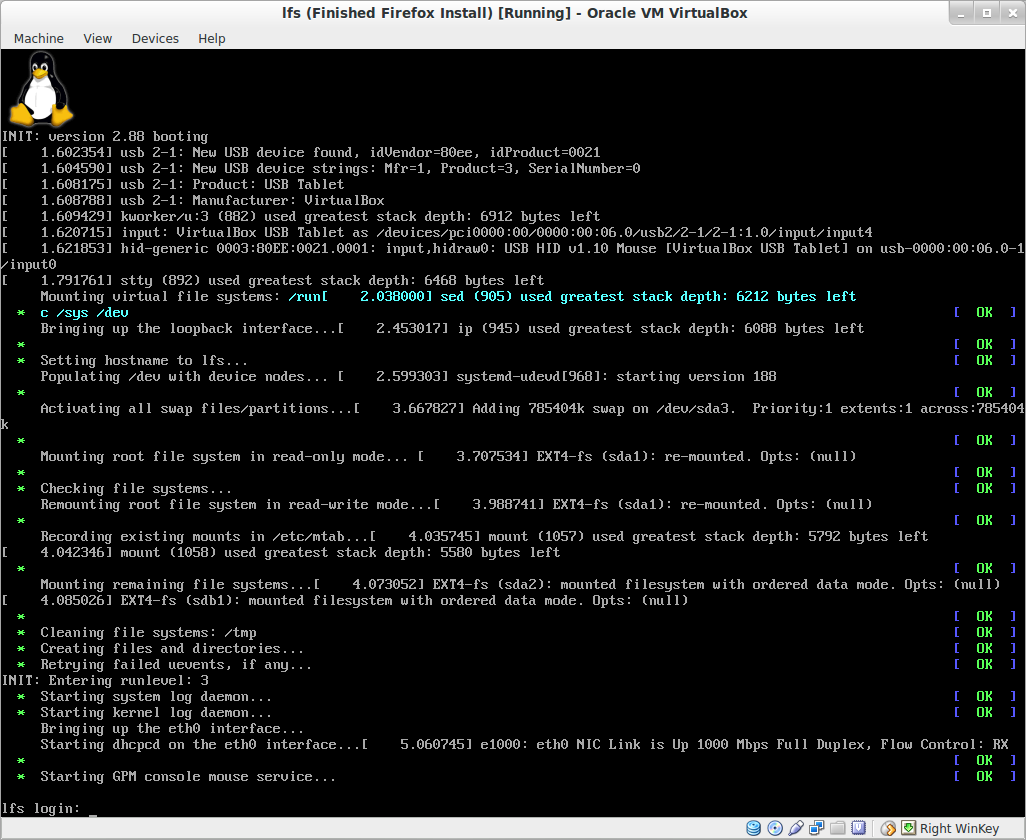 lfs (Finished Firefox Install) [Running] - Oracle VM VirtualBox
Machine View Devices Help
INIT: version 2.88 booting
[    1.602354] usb 2-1: New USB device found, idVendor=80ee, idProduct=0021
[    1.604590] usb 2-1: New USB device strings: Mfr=1, Product=3, SerialNumber=0
[    1.608175] usb 2-1: Product: USB Tablet
[    1.608788] usb 2-1: Manufacturer: VirtualBox
[    1.609429] kworker/u:3 (882) used greatest stack depth: 6912 bytes left
[    1.620715] input: VirtualBox USB Tablet as /devices/pci0000:00/0000:00:06.0/usb2/2-1/2-1:1.0/input/input4
[    1.621853] hid-generic 0003:80EE:0021.0001: input,hidraw0: USB HID v1.10 Mouse [VirtualBox USB Tablet] on usb-0000:00:06.0-1
/input0
[    1.791761] stty (892) used greatest stack depth: 6468 bytes left
Mounting virtual file systems: /run[    2.038000] sed (905) used greatest stack depth: 6212 bytes left
* c /sys /dev [ OK ]
Bringing up the loopback interface...[    2.453017] ip (945) used greatest stack depth: 6088 bytes left
* [ OK ]
* Setting hostname to lfs... [ OK ]
Populating /dev with device nodes... [    2.599303] systemd-udevd[968]: starting version 188
* [ OK ]
Activating all swap files/partitions...[    3.667827] Adding 785404k swap on /dev/sda3.  Priority:1 extents:1 across:785404
k
* [ OK ]
Mounting root file system in read-only mode... [    3.707534] EXT4-fs (sda1): re-mounted. Opts: (null)
* [ OK ]
* Checking file systems... [ OK ]
Remounting root file system in read-write mode...[    3.988741] EXT4-fs (sda1): re-mounted. Opts: (null)
* [ OK ]
Recording existing mounts in /etc/mtab...[    4.035745] mount (1057) used greatest stack depth: 5792 bytes left
[    4.042346] mount (1058) used greatest stack depth: 5580 bytes left
* [ OK ]
Mounting remaining file systems...[    4.073052] EXT4-fs (sda2): mounted filesystem with ordered data mode. Opts: (null)
[    4.085026] EXT4-fs (sdb1): mounted filesystem with ordered data mode. Opts: (null)
* [ OK ]
* Cleaning file systems: /tmp [ OK ]
* Creating files and directories... [ OK ]
* Retrying failed uevents, if any... [ OK ]
INIT: Entering runlevel: 3
* Starting system log daemon... [ OK ]
* Starting kernel log daemon... [ OK ]
Bringing up the eth0 interface...
Starting dhcpcd on the eth0 interface...[    5.060745] e1000: eth0 NIC Link is Up 1000 Mbps Full Duplex, Flow Control: RX
* [ OK ]
* Starting GPM console mouse service... [ OK ]
lfs login: _
Right WinKey